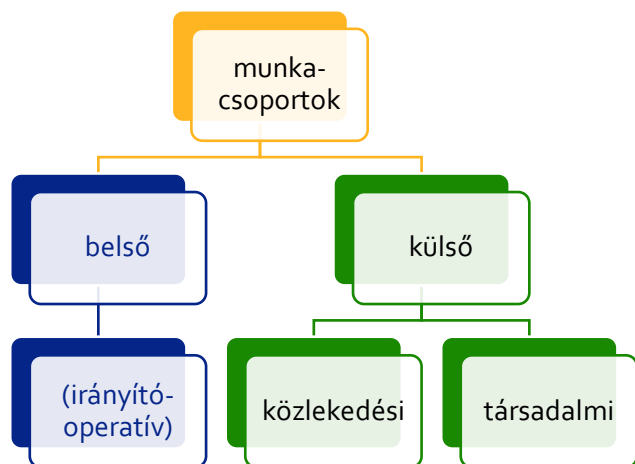 munka-
csoportok
belső
külső
(irányító-
operatív)
közlekedési
társadalmi